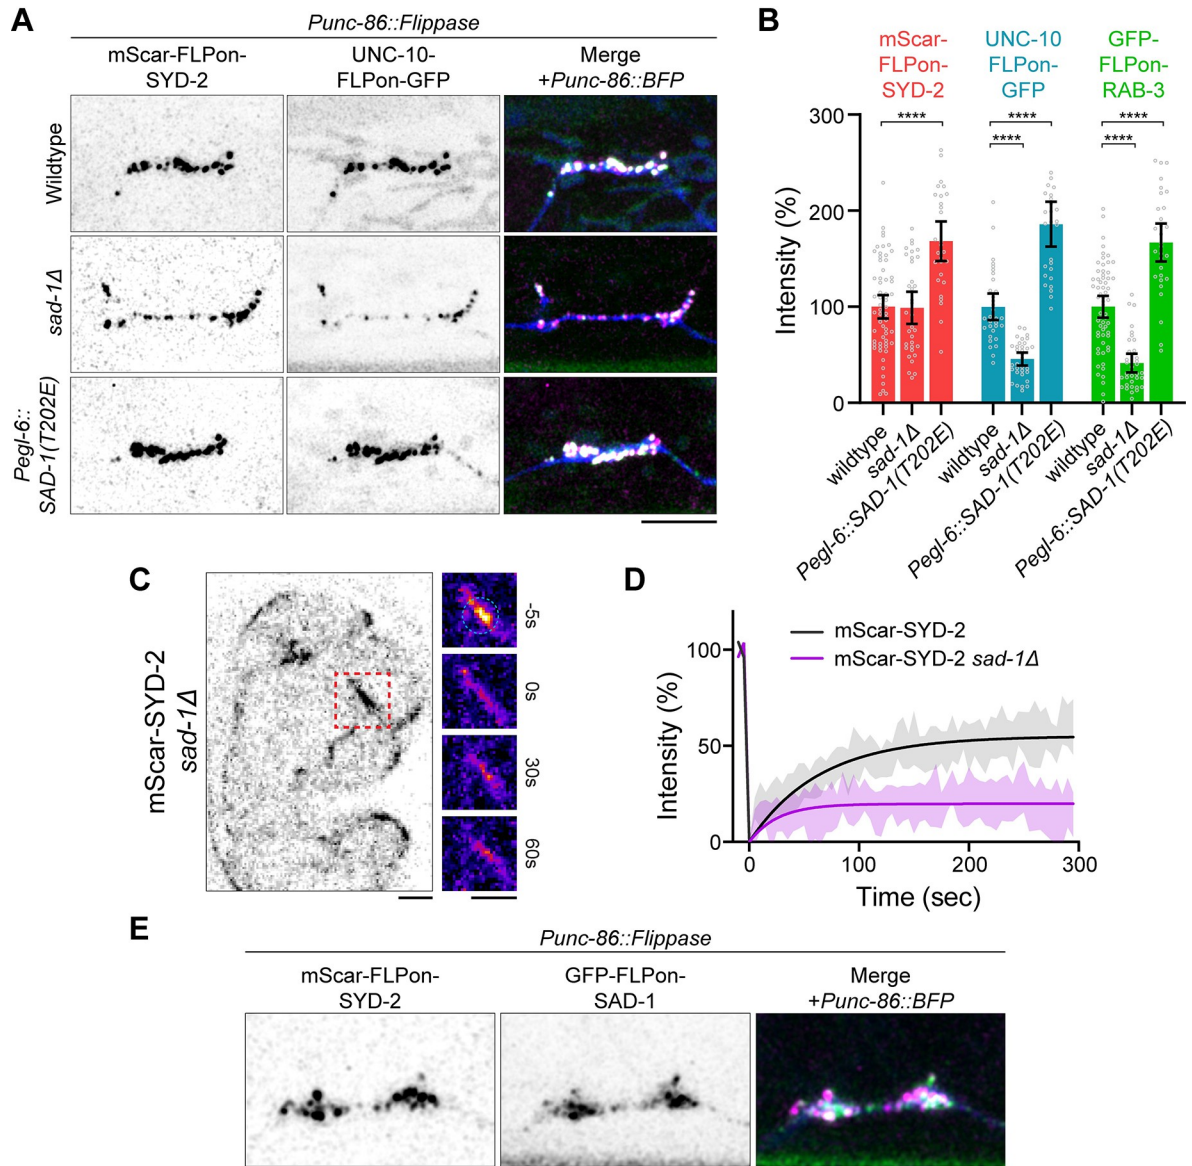 A
Punc-86::Flippase
mScar-FLPon-
SYD-2
UNC-10-
FLPon-GFP
Merge
+Punc-86::BFP
Wildtype
sad-1Δ
Pegl-6::
SAD-1(T202E)
B
mScar-
FLPon-
SYD-2
UNC-10
FLPon-
GFP
GFP-
FLPon-
RAB-3
****
****
****
****
****
Intensity (%)
300
200
100
0
wildtype
sad-1Δ
Pegl-6::SAD-1(T202E)
wildtype
sad-1Δ
Pegl-6::SAD-1(T202E)
wildtype
sad-1Δ
Pegl-6::SAD-1(T202E)
C
mScar-SYD-2
sad-1Δ
-5s
0s
30s
60s
D
mScar-SYD-2
mScar-SYD-2 sad-1Δ
Intensity (%)
100
50
0
0
100
200
300
Time (sec)
E
Punc-86::Flippase
mScar-FLPon-
SYD-2
GFP-FLPon-
SAD-1
Merge
+Punc-86::BFP